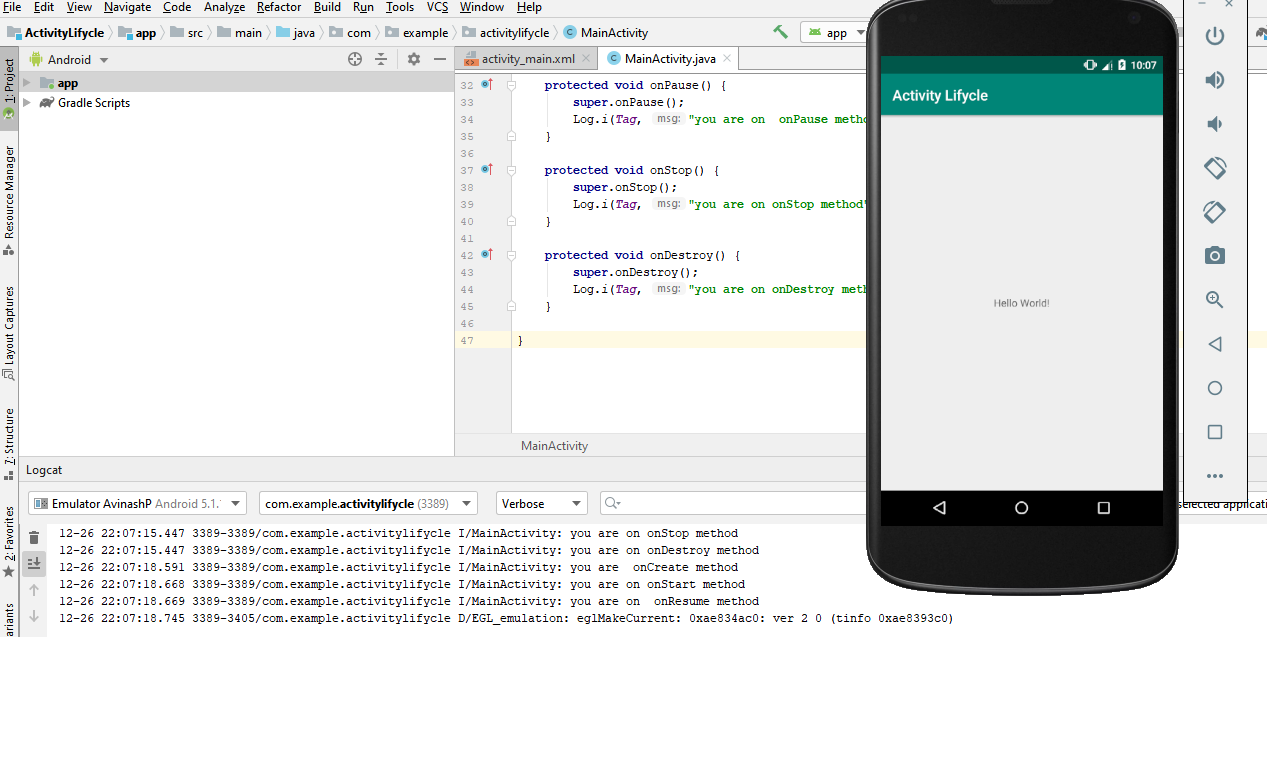 File Edit View Navigate Code Analyze Refactor Build Run Tools VCS Window Help
ActivityLifycle app src main java com example activitylifycle MainActivity app
Android
activity_main.xml MainActivity.java
1: Project
app
Gradle Scripts
Resource Manager
Layout Captures
7: Structure
2: Favorites
32 protected void onPause() {
33 super.onPause();
34 Log.i(Tag, msg: "you are on  onPause metho
35 }
36
37 protected void onStop() {
38 super.onStop();
39 Log.i(Tag, msg: "you are on onStop method"
40 }
41
42 protected void onDestroy() {
43 super.onDestroy();
44 Log.i(Tag, msg: "you are on onDestroy meth
45 }
46
47 }
MainActivity
10:07
Activity Lifycle
Hello World!
Logcat
Emulator AvinashP Android 5.1. com.example.activitylifycle (3389) Verbose selected applicati
12-26 22:07:15.447 3389-3389/com.example.activitylifycle I/MainActivity: you are on onStop method
12-26 22:07:15.447 3389-3389/com.example.activitylifycle I/MainActivity: you are on onDestroy method
12-26 22:07:18.591 3389-3389/com.example.activitylifycle I/MainActivity: you are  onCreate method
12-26 22:07:18.668 3389-3389/com.example.activitylifycle I/MainActivity: you are on onStart method
12-26 22:07:18.669 3389-3389/com.example.activitylifycle I/MainActivity: you are on  onResume method
12-26 22:07:18.745 3389-3405/com.example.activitylifycle D/EGL_emulation: eglMakeCurrent: 0xae834ac0: ver 2 0 (tinfo 0xae8393c0)
ariants